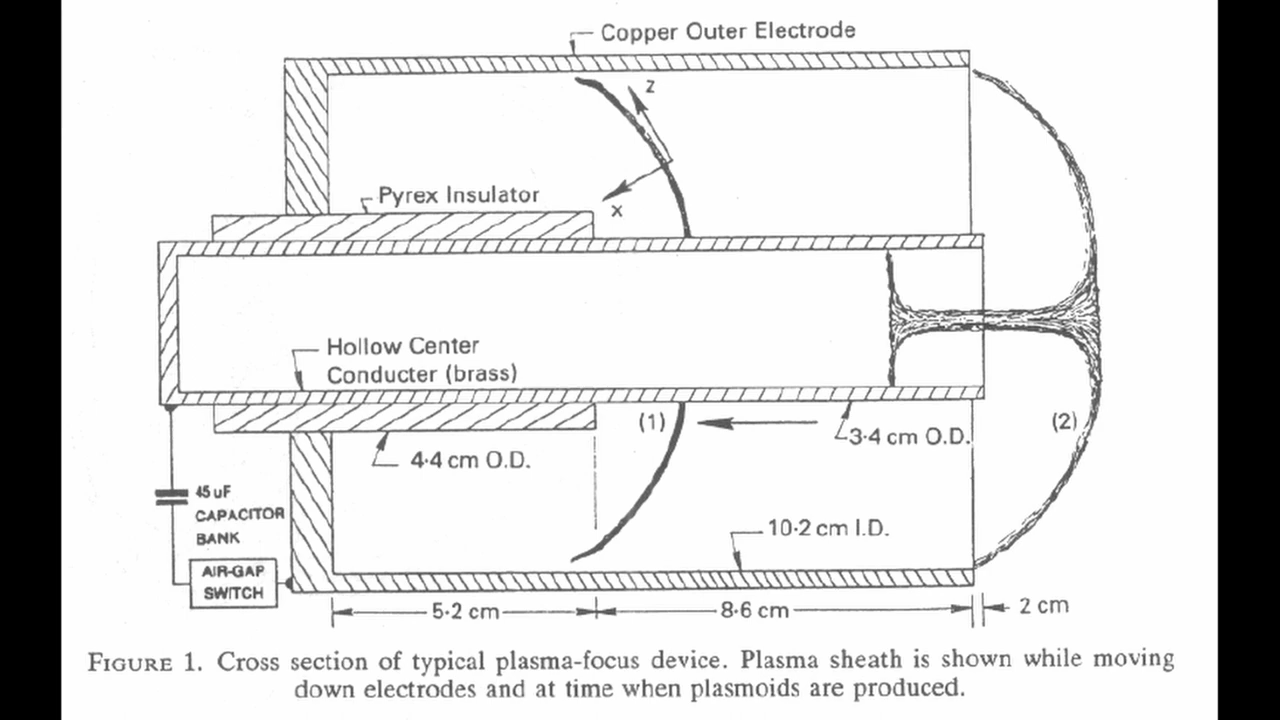 Copper Outer Electrode
z
x
Pyrex Insulator
Hollow Center
Conducter (brass)
(1)
(2)
3·4 cm O.D.
4·4 cm O.D.
45uF
CAPACITOR
BANK
10·2 cm I.D.
AIR-GAP
SWITCH
5·2 cm
8·6 cm
2 cm
FIGURE 1. Cross section of typical plasma-focus device. Plasma sheath is shown while moving
down electrodes and at time when plasmoids are produced.